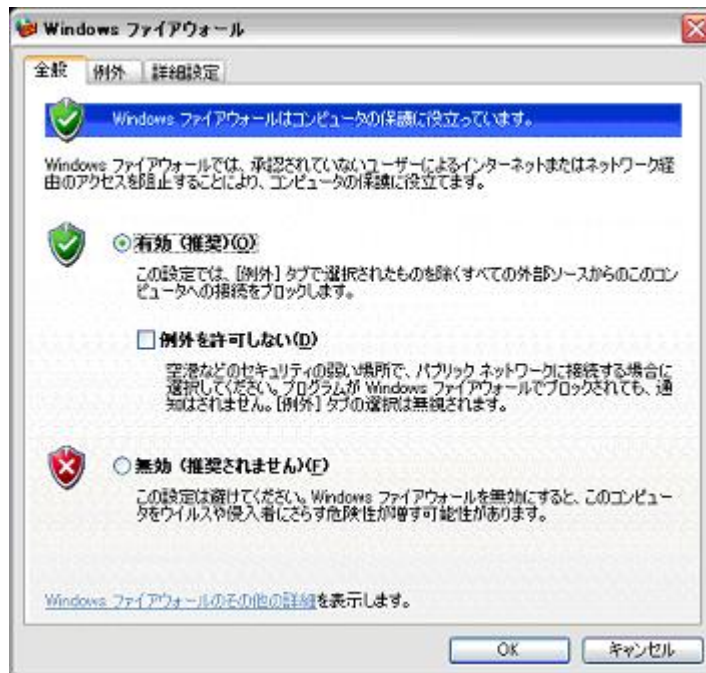 Windows ファイアウォール
全般 例外 詳細設定
Windows ファイアウォールはコンピュータの保護に役立っています。
Windows ファイアウォールでは、承認されていないユーザーによるインターネットまたはネットワーク経
由のアクセスを阻止することにより、コンピュータの保護に役立てます。
有効 (推奨)(O)
この設定では、[例外] タブで選択されたものを除くすべての外部ソースからのこのコン
ピュータへの接続をブロックします。
例外を許可しない(D)
空港などのセキュリティの弱い場所で、パブリック ネットワークに接続する場合に
選択してください。プログラムが Windows ファイアウォールでブロックされても、通
知はされません。[例外] タブの選択は無視されます。
無効 (推奨されません)(F)
この設定は避けてください。Windows ファイアウォールを無効にすると、このコンピュー
タをウイルスや侵入者にさらす危険性が増す可能性があります。
Windows ファイアウォールのその他の詳細を表示します。
OK キャンセル